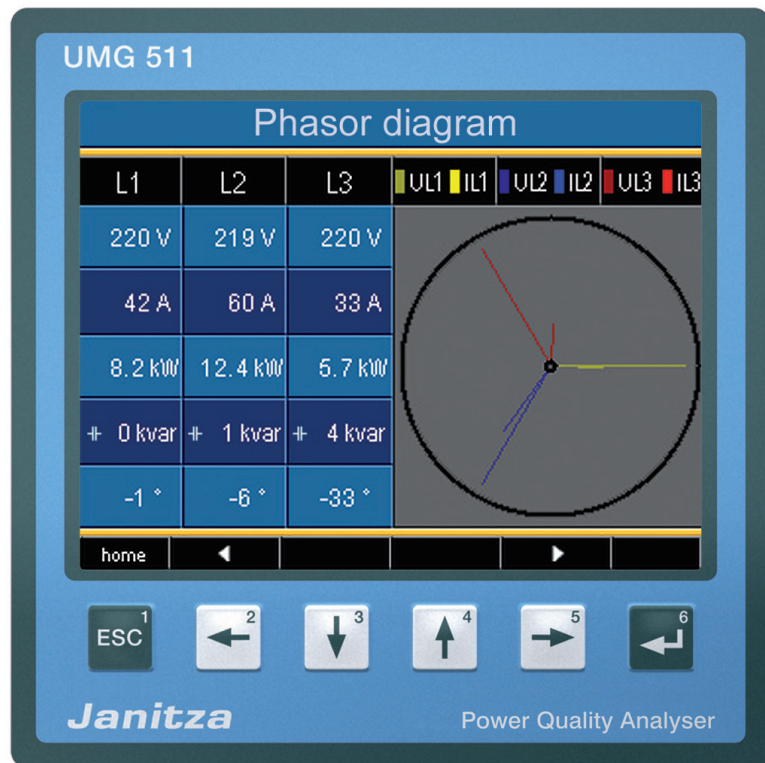 UMG 511
Phasor diagram
L1 L2 L3 UL1 IL1 UL2 IL2 UL3 IL3
220 V 219 V 220 V
42 A 60 A 33 A
8.2 kW 12.4 kW 5.7 kW
0 kvar 1 kvar 4 kvar
-1 ° -6 ° -33 °
home
ESC 1 2 3 4 5 6
Janitza Power Quality Analyser